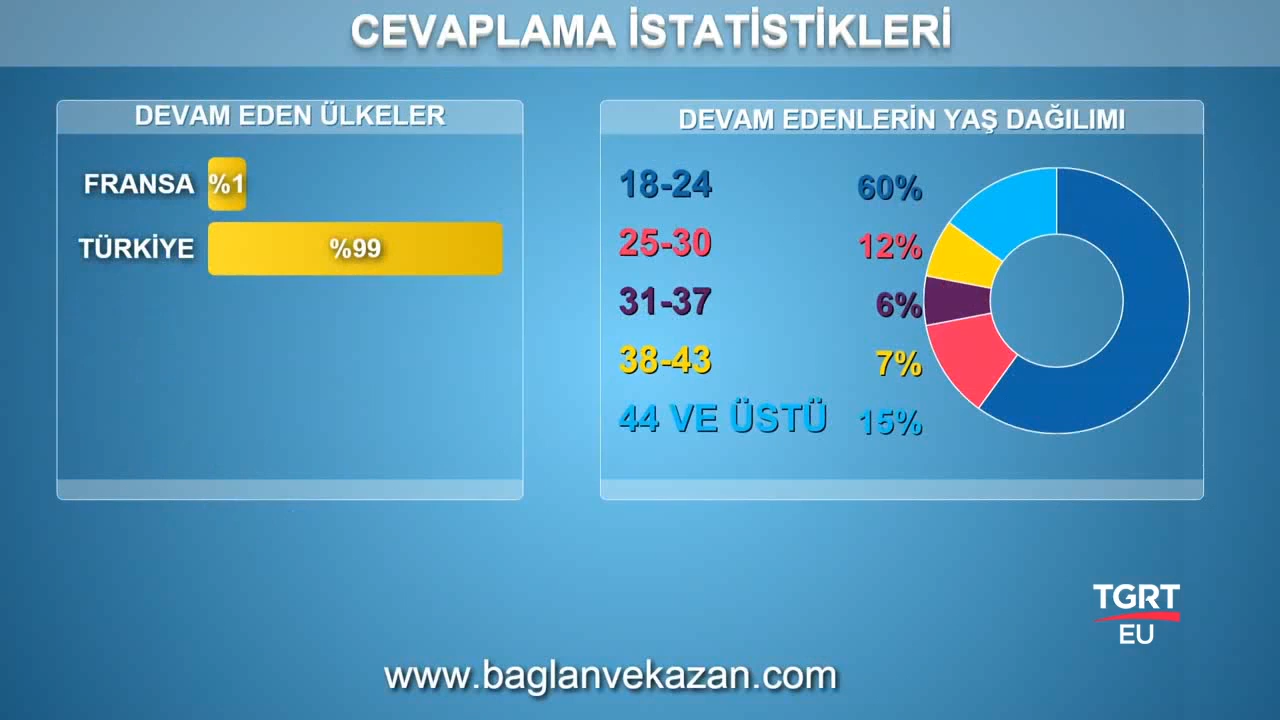 CEVAPLAMA İSTATİSTİKLERİ
DEVAM EDEN ÜLKELER
FRANSA %1
TÜRKİYE %99
DEVAM EDENLERİN YAŞ DAĞILIMI
18-24 60%
25-30 12%
31-37 6%
38-43 7%
44 VE ÜSTÜ 15%
TGRT
EU
www.baglanvekazan.com